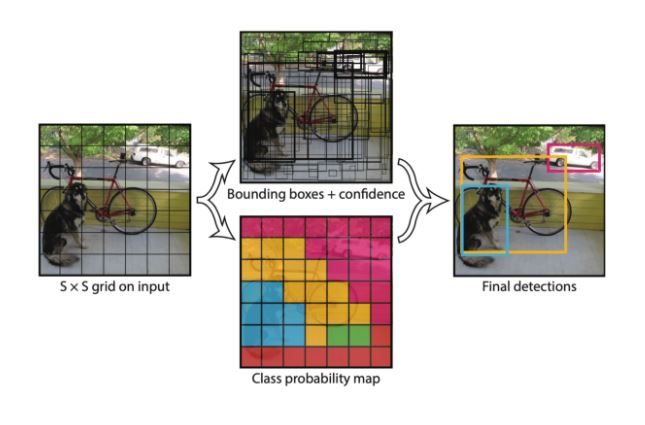 Bounding boxes + confidence
S × S grid on input
Final detections
Class probability map